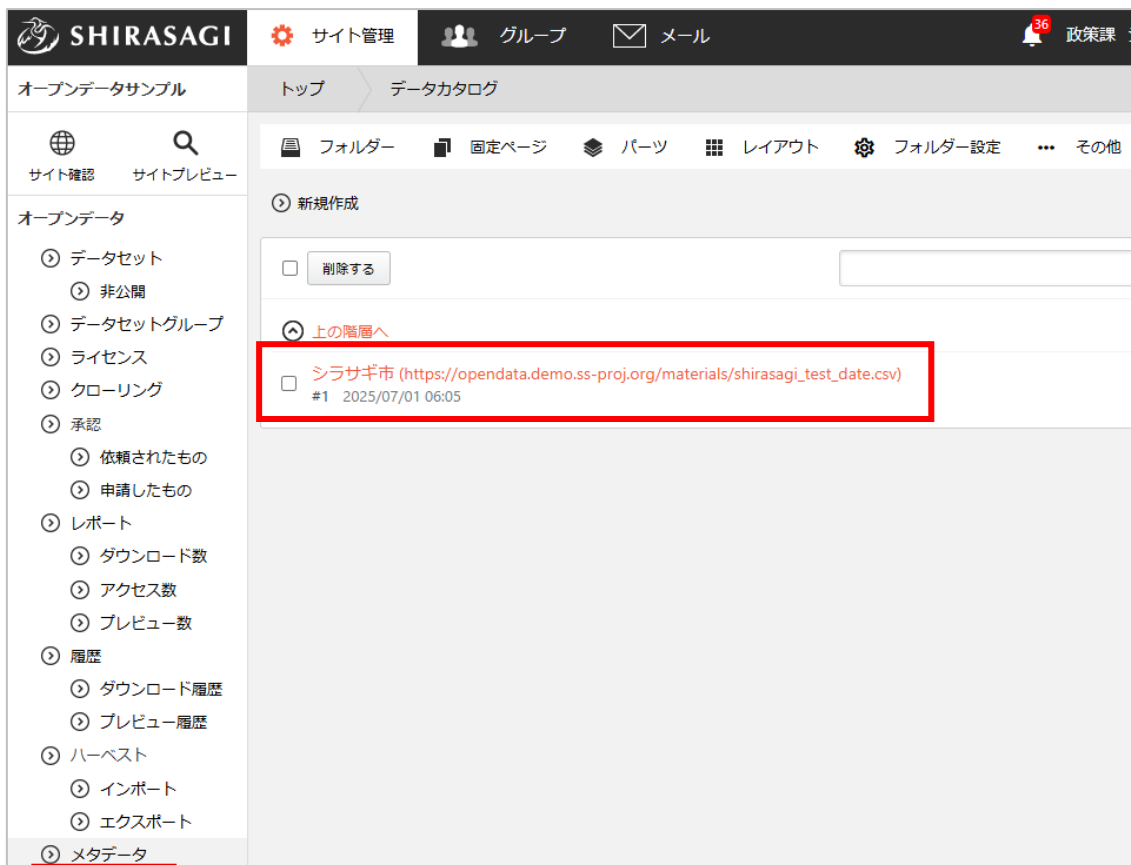 SHIRASAGI サイト管理 グループ メール 36 政策課
オープンデータサンプル トップ データカタログ
サイト確認 サイトプレビュー
フォルダー 固定ページ パーツ レイアウト フォルダー設定 ••• その他
新規作成
オープンデータ
データセット
非公開
データセットグループ
ライセンス
クローリング
承認
依頼されたもの
申請したもの
レポート
ダウンロード数
アクセス数
プレビュー数
履歴
ダウンロード履歴
プレビュー履歴
ハーベスト
インポート
エクスポート
メタデータ
削除する
上の階層へ
シラサギ市 (https://opendata.demo.ss-proj.org/materials/shirasagi_test_date.csv)
#1 2025/07/01 06:05